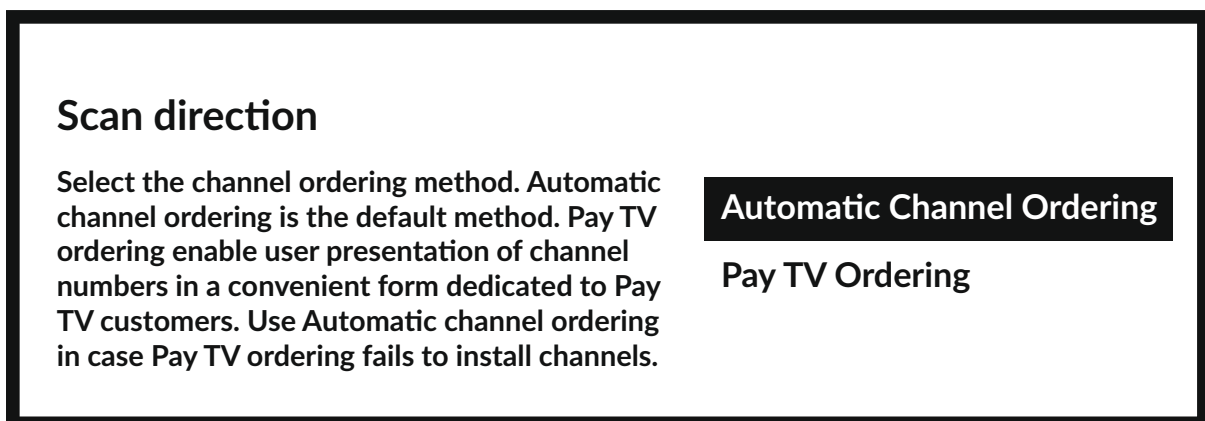 Scan direction
Select the channel ordering method. Automatic
channel ordering is the default method. Pay TV
ordering enable user presentation of channel
numbers in a convenient form dedicated to Pay
TV customers. Use Automatic channel ordering
in case Pay TV ordering fails to install channels.
Automatic Channel Ordering
Pay TV Ordering